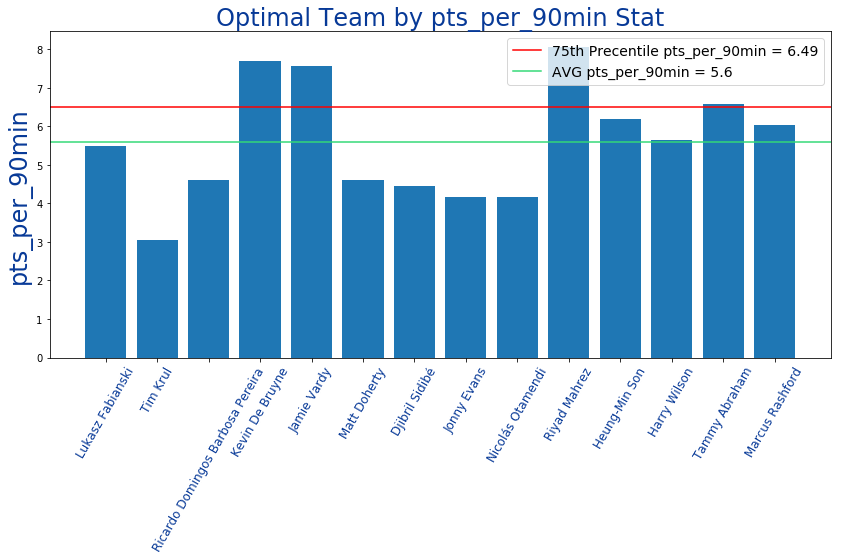 Optimal Team by pts_per_90min Stat
75th Precentile pts_per_90min = 6.49
AVG pts_per_90min = 5.6
pts_per_90min
8
7
6
5
4
3
2
1
0
Lukasz Fabianski
Tim Krul
Ricardo Domingos Barbosa Pereira
Kevin De Bruyne
Jamie Vardy
Matt Doherty
Djibril Sidibé
Jonny Evans
Nicolás Otamendi
Riyad Mahrez
Heung-Min Son
Harry Wilson
Tammy Abraham
Marcus Rashford